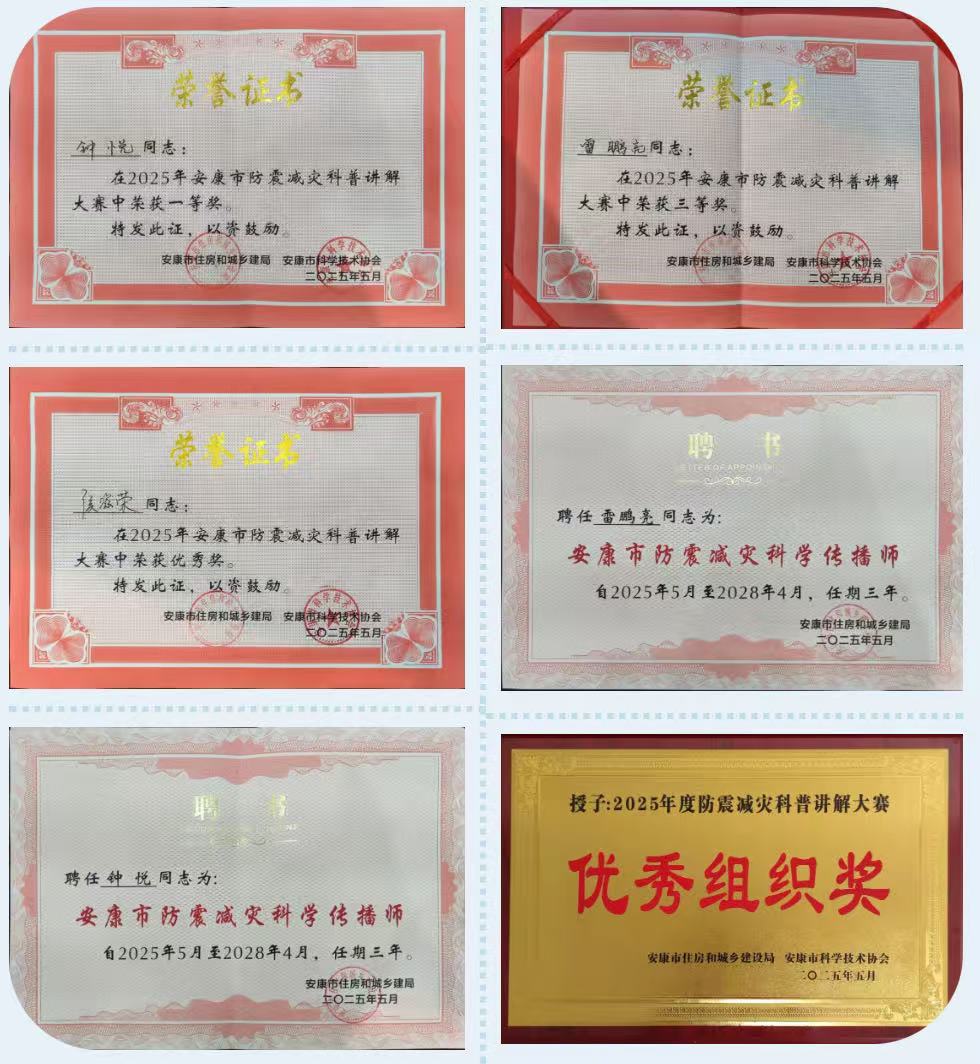 荣誉证书
钟 悦 同志：
在2025年安康市防震减灾科普讲解
大赛中荣获一等奖。
特发此证，以资鼓励。
安康市住房和城乡建局 安康市科学技术协会
二〇二五年五月
荣誉证书
雷 鹏亮 同志：
在2025年安康市防震减灾科普讲解
大赛中荣获三等奖。
特发此证，以资鼓励。
安康市住房和城乡建局 安康市科学技术协会
二〇二五年五月
荣誉证书
荣 同志：
在2025年安康市防震减灾科普讲解
大赛中荣获优秀奖。
特发此证，以资鼓励。
安康市住房和城乡建局 安康市科学技术协会
二〇二五年五月
聘 书
LETTER OF APPOINTMENT
聘任 雷鹏亮 同志为:
安康市防震减灾科学传播师
自2025年5月至2028年4月，任期三年。
安康市住房和城乡建局
二〇二五年五月
聘 书
聘任 钟 悦 同志为:
安康市防震减灾科学传播师
自2025年5月至2028年4月，任期三年。
安康市住房和城乡建局
二〇二五年五月
授予:2025年度防震减灾科普讲解大赛
优秀组织奖
安康市住房和城乡建设局 安康市科学技术协会
二〇二五年五月